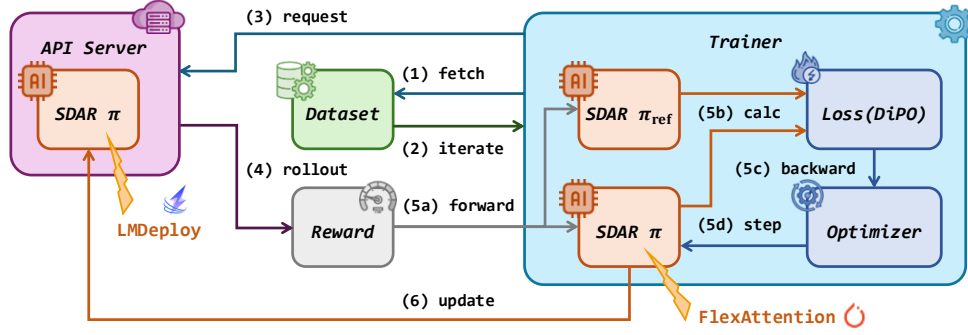 (3) request
API Server
AI
SDAR π
LMDeploy
(4) rollout
(1) fetch
Dataset
(2) iterate
Reward
(5a) forward
(6) update
Trainer
AI
SDAR π_ref
(5b) calc
Loss(DiPO)
(5c) backward
AI
SDAR π
(5d) step
Optimizer
FlexAttention